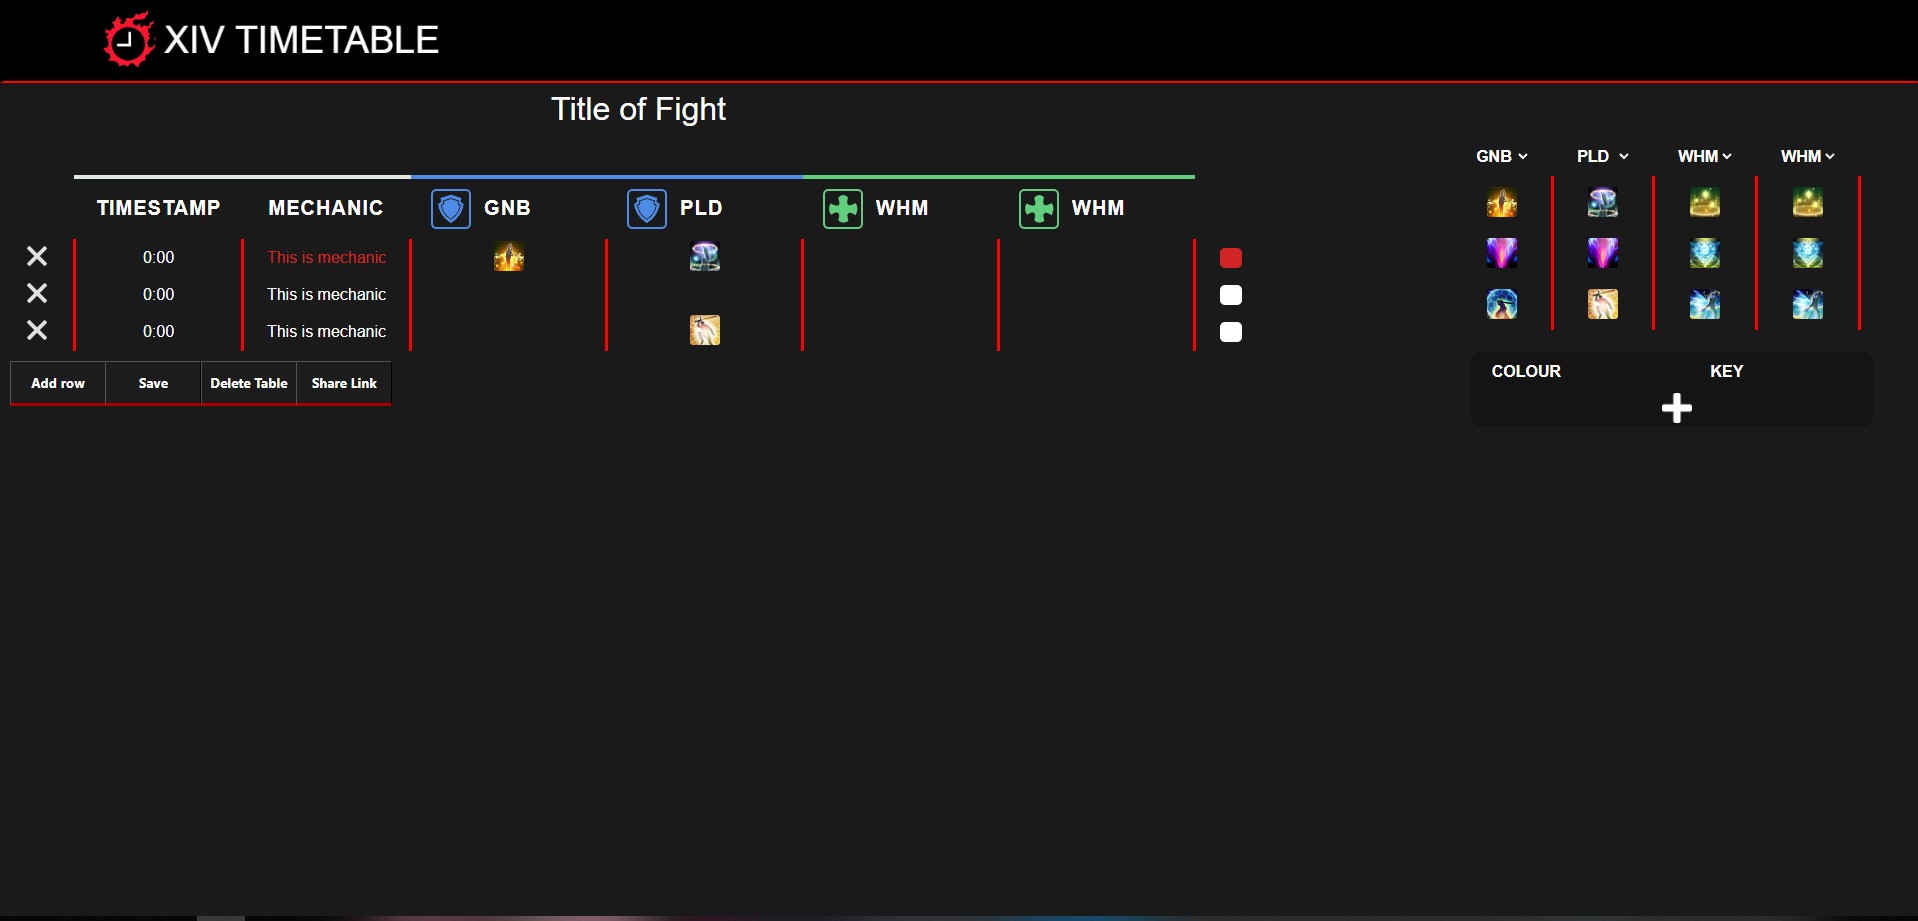 XIV TIMETABLE
Title of Fight
GNB PLD WHM WHM
TIMESTAMP MECHANIC GNB PLD WHM WHM
0:00 This is mechanic
0:00 This is mechanic
0:00 This is mechanic
Add row Save Delete Table Share Link
COLOUR KEY